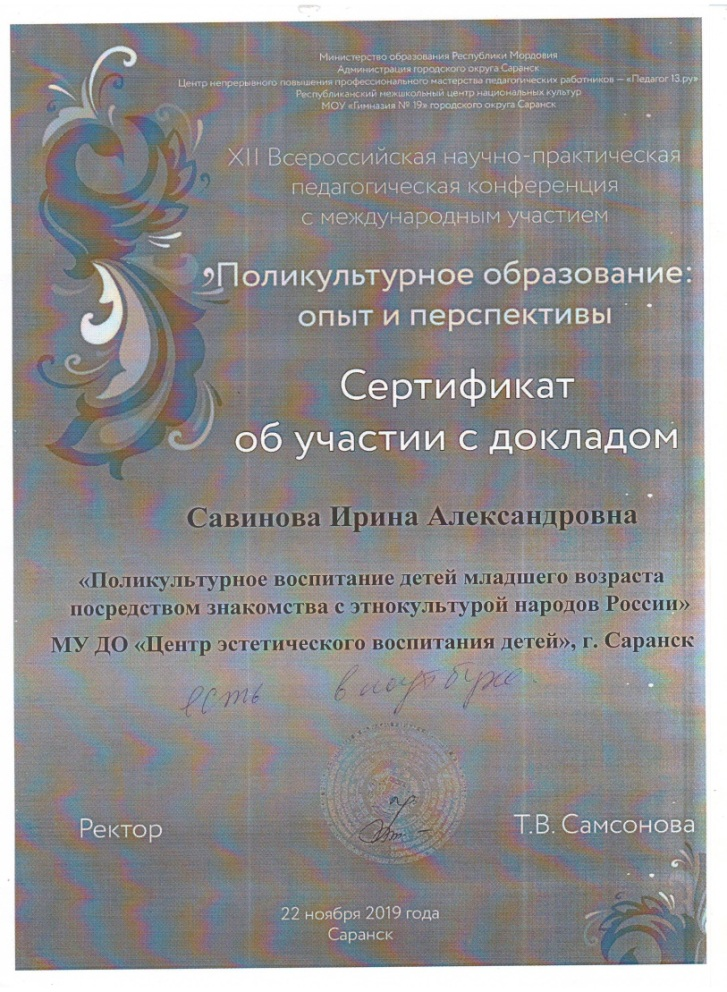 Министерство образования Республики Мордовия
Администрация городского округа Саранск
Центр непрерывного повышения профессионального мастерства педагогических работников – «Педагог 13.ру»
Республиканский межшкольный центр национальных культур
МОУ «Гимназия № 19» городского округа Саранск
XII Всероссийская научно-практическая
педагогическая конференция
с международным участием
Поликультурное образование:
опыт и перспективы
Сертификат
об участии с докладом
Савинова Ирина Александровна
«Поликультурное воспитание детей младшего возраста
посредством знакомства с этнокультурой народов России»
МУ ДО «Центр эстетического воспитания детей», г. Саранск
есть в ноутбуке.
Ректор
Т.В. Самсонова
22 ноября 2019 года
Саранск